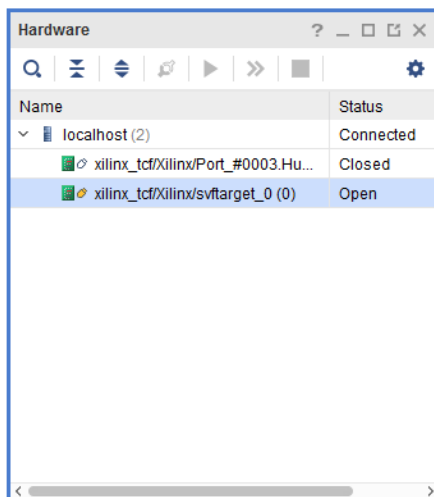 Hardware
Name Status
localhost (2) Connected
xilinx_tcf/Xilinx/Port_#0003.Hu... Closed
xilinx_tcf/Xilinx/svftarget_0 (0) Open